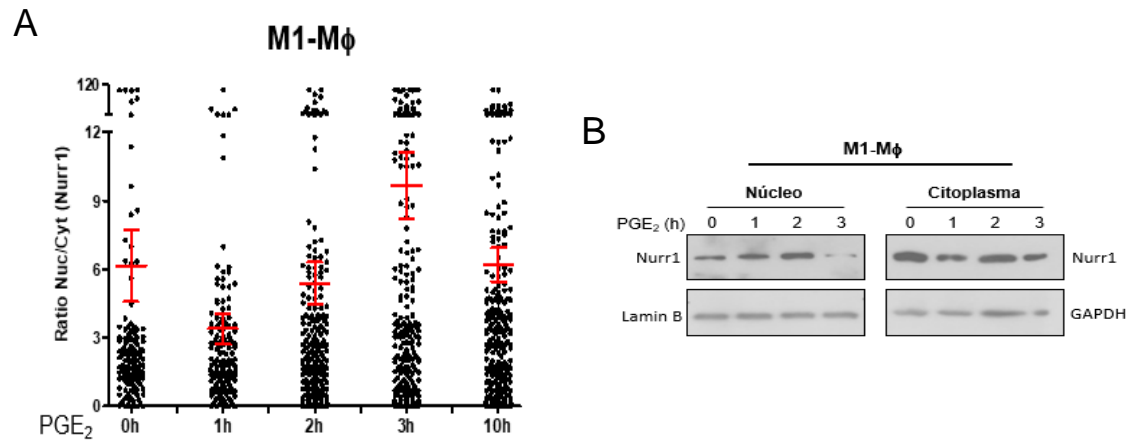 A
M1-Mϕ
Ratio Nuc/Cyt (Nurr1)
120
12
9
6
3
0
PGE₂ 0h 1h 2h 3h 10h
B
M1-Mϕ
Núcleo Citoplasma
PGE₂ (h) 0 1 2 3 0 1 2 3
Nurr1 Nurr1
Lamin B GAPDH